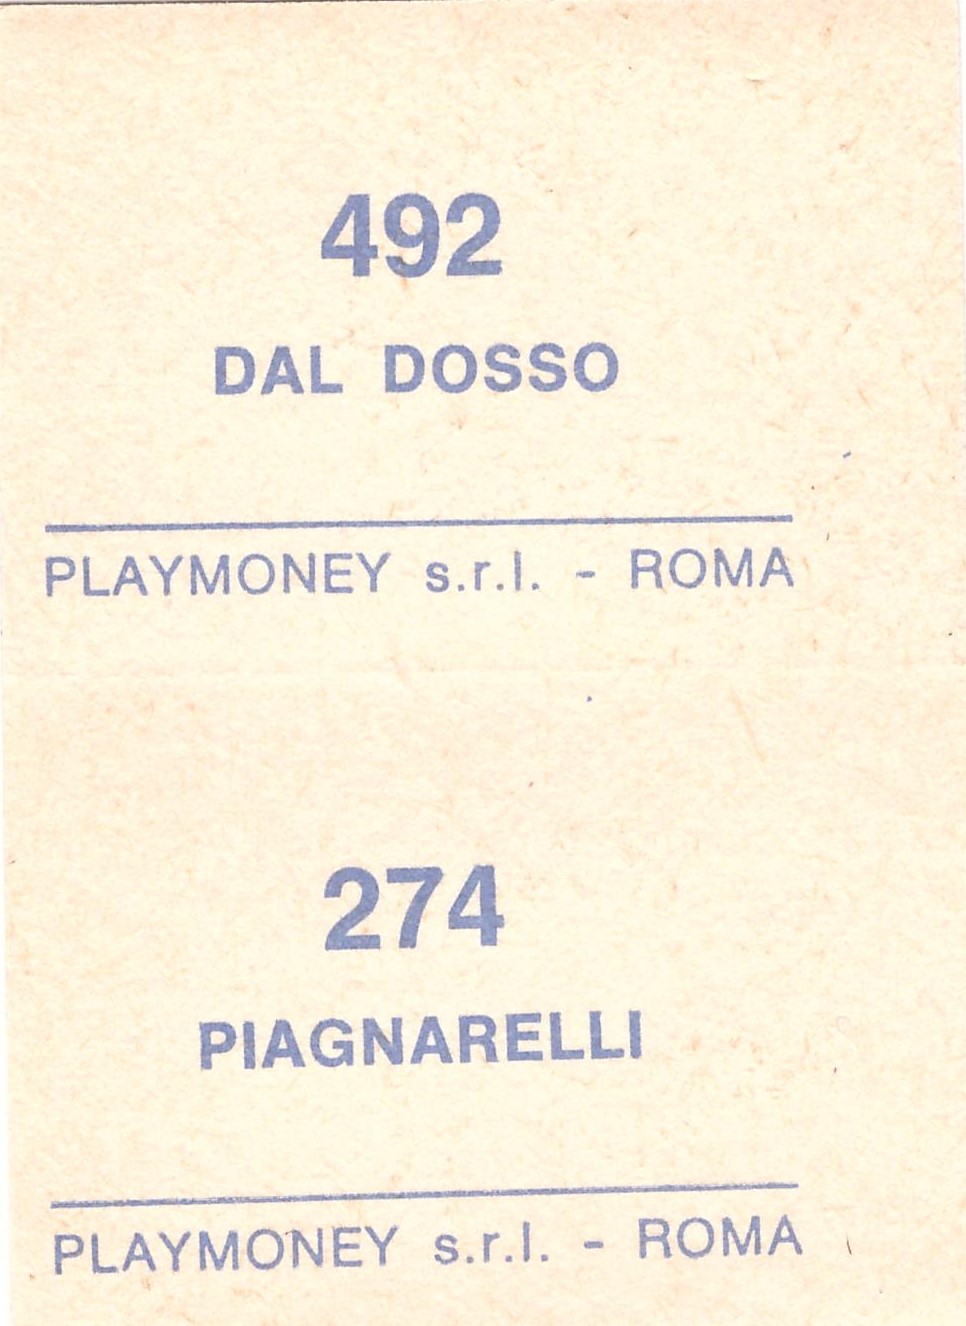 492
DAL DOSSO
PLAYMONEY s.r.l. - ROMA
274
PIAGNARELLI
PLAYMONEY s.r.l. - ROMA